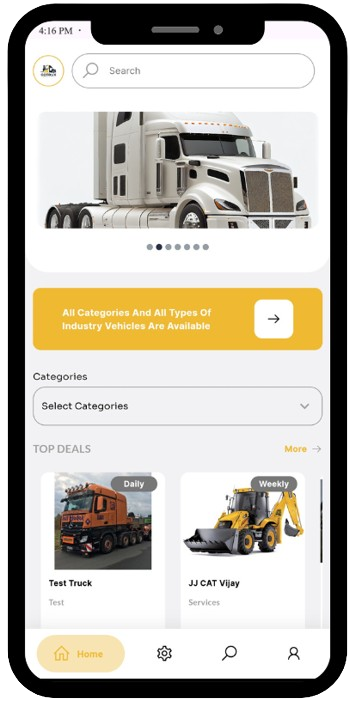 4:16 PM
Search
All Categories And All Types Of
Industry Vehicles Are Available
Categories
Select Categories
TOP DEALS
More
Daily
Weekly
Test Truck
JJ CAT Vijay
Test
Services
Home